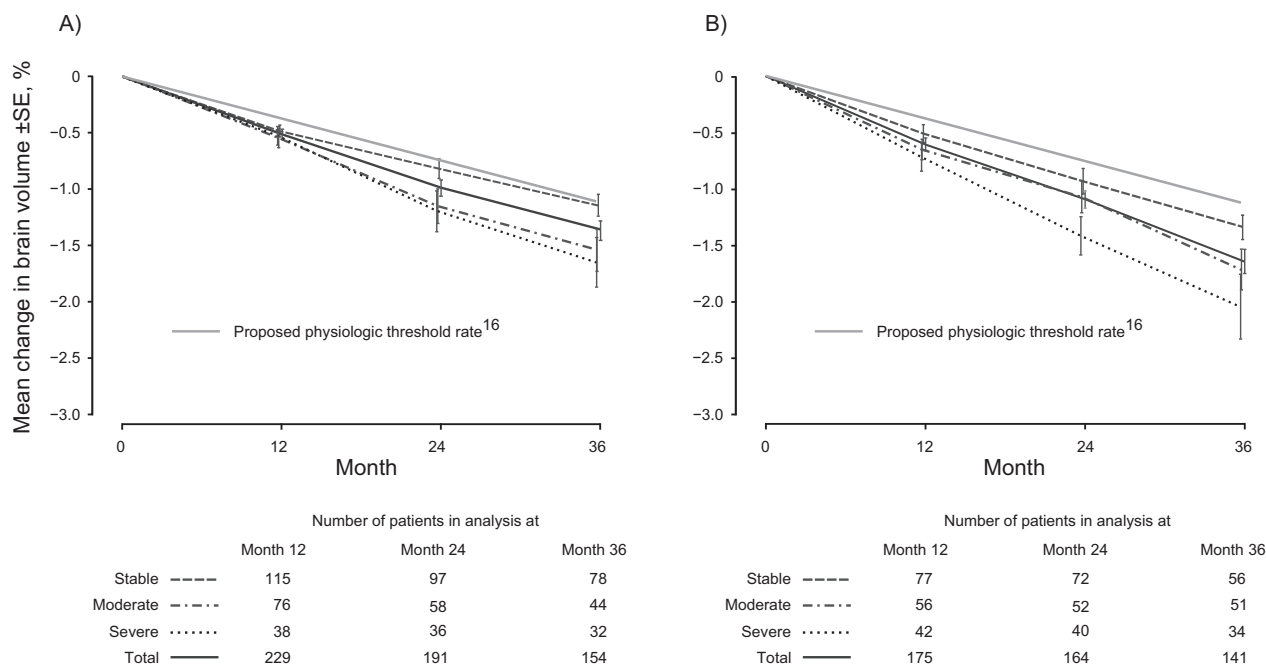 A)
B)
Mean change in brain volume ±SE, %
0
−0.5
−1.0
−1.5
−2.0
−2.5
−3.0
Proposed physiologic threshold rate16
0 12 24 36
Month
0
−0.5
−1.0
−1.5
−2.0
−2.5
−3.0
Proposed physiologic threshold rate16
0 12 24 36
Month
Number of patients in analysis at
Month 12 Month 24 Month 36
Stable 115 97 78
Moderate 76 58 44
Severe 38 36 32
Total 229 191 154
Number of patients in analysis at
Month 12 Month 24 Month 36
Stable 77 72 56
Moderate 56 52 51
Severe 42 40 34
Total 175 164 141